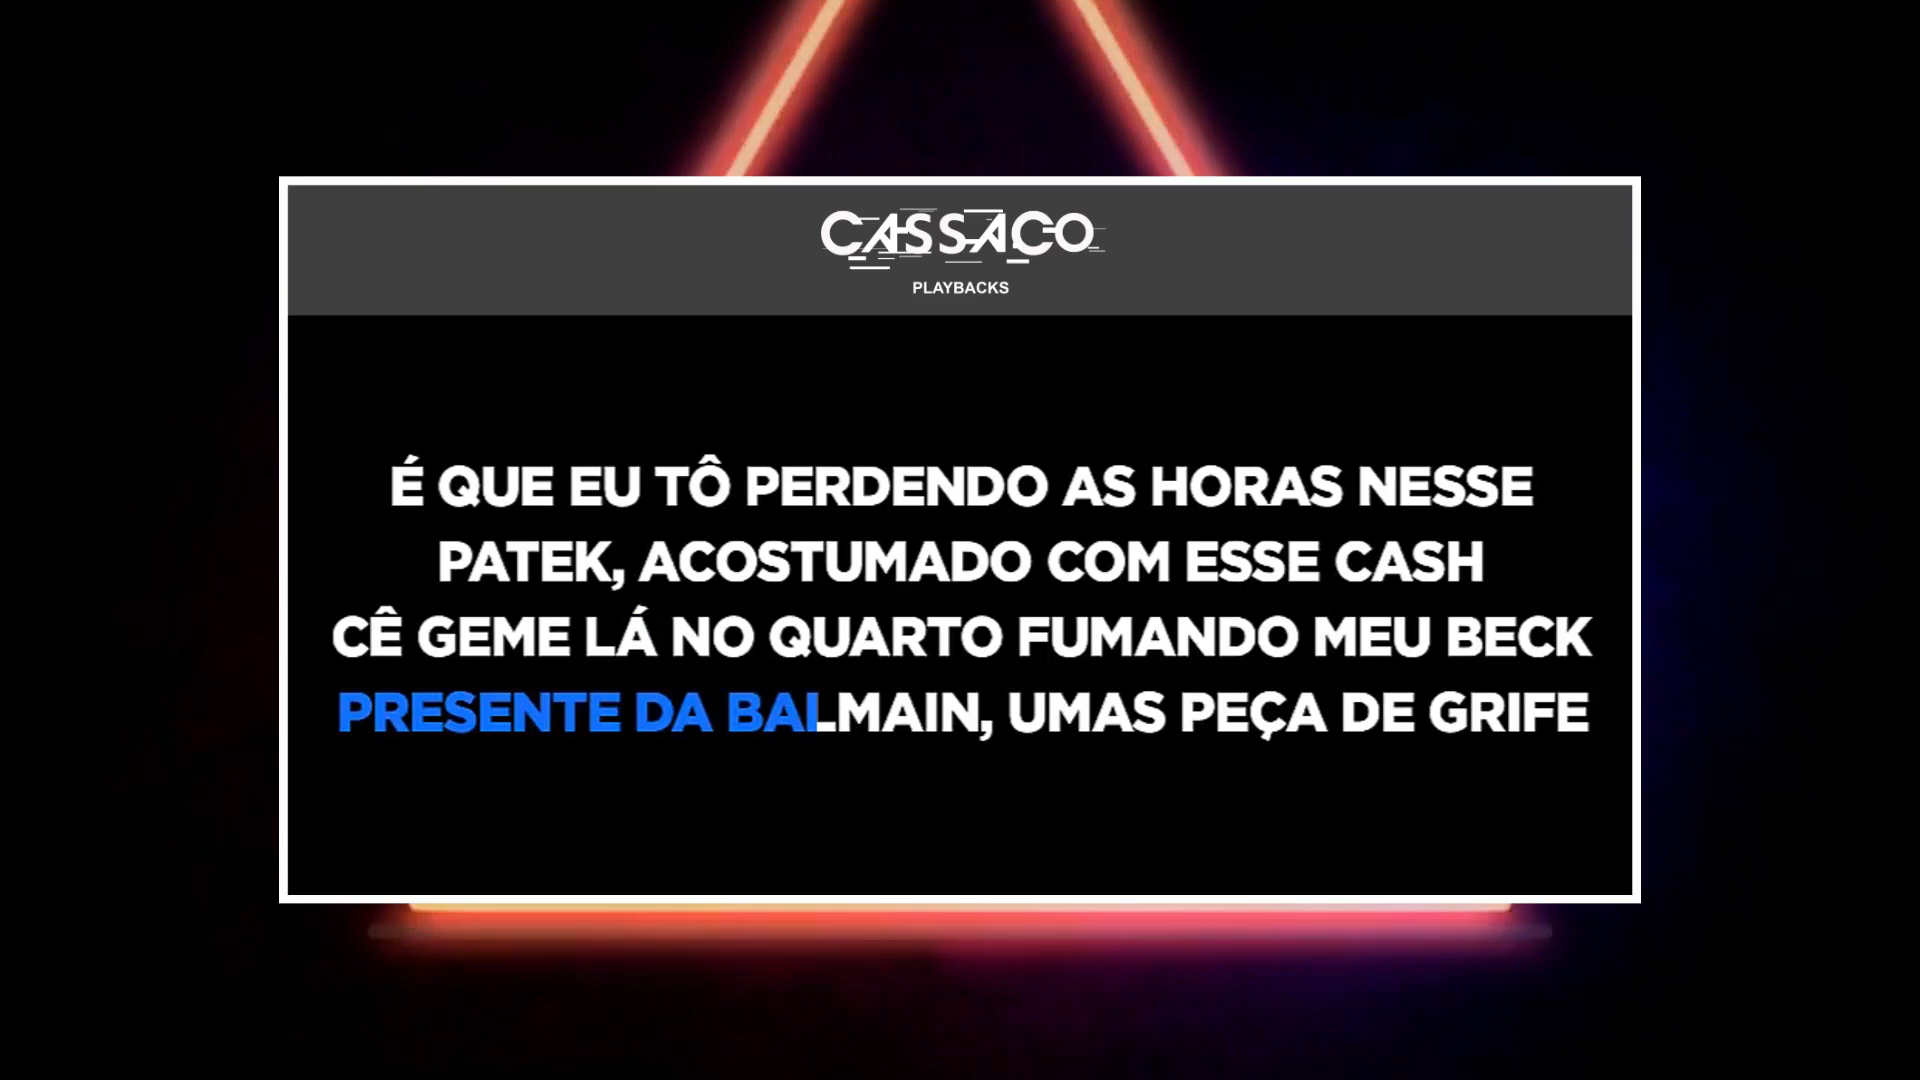 CASSACO
PLAYBACKS
É QUE EU TÔ PERDENDO AS HORAS NESSE
PATEK, ACOSTUMADO COM ESSE CASH
CÊ GEME LÁ NO QUARTO FUMANDO MEU BECK
PRESENTE DA BALMAIN, UMAS PEÇA DE GRIFE